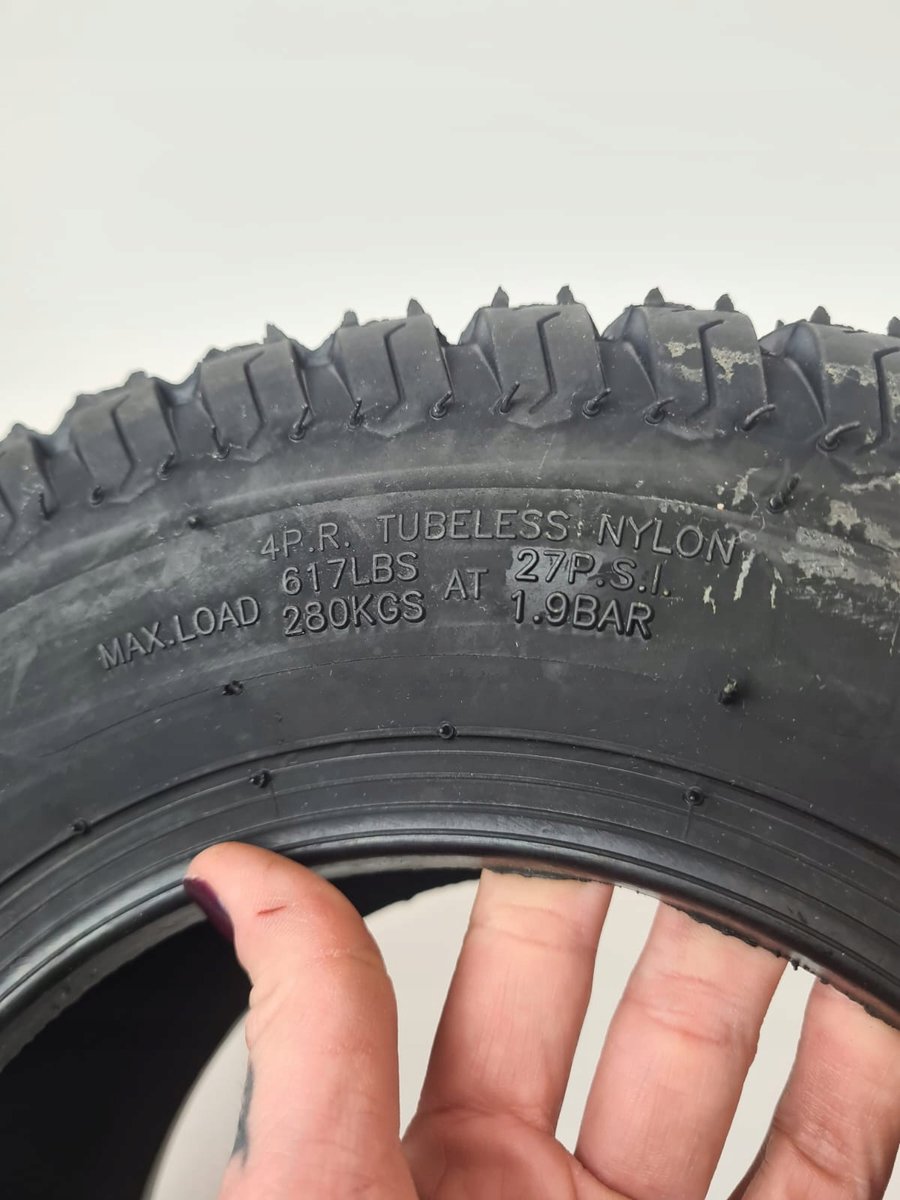 4P.R. TUBELESS NYLON
MAX.LOAD 617LBS 280KGS AT 27P.S.I. 1.9BAR